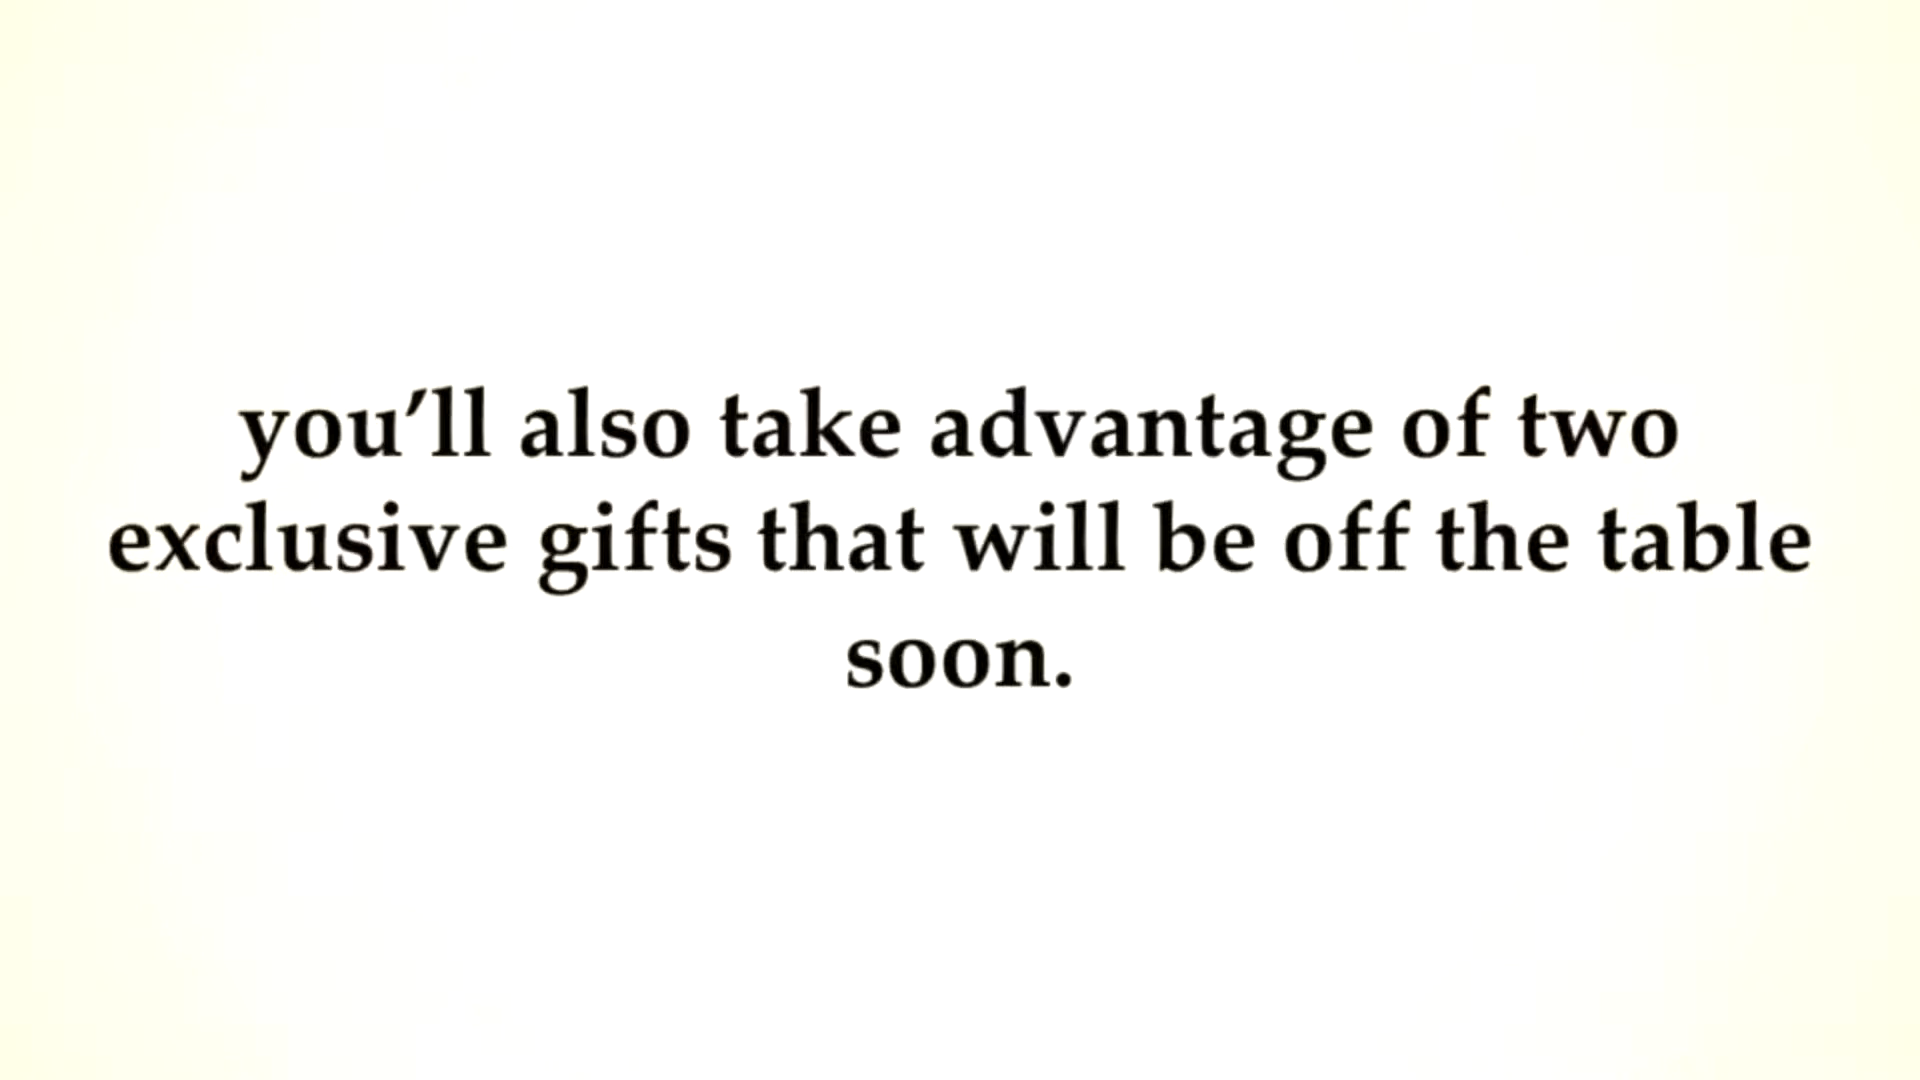 you’ll also take advantage of two
exclusive gifts that will be off the table
soon.